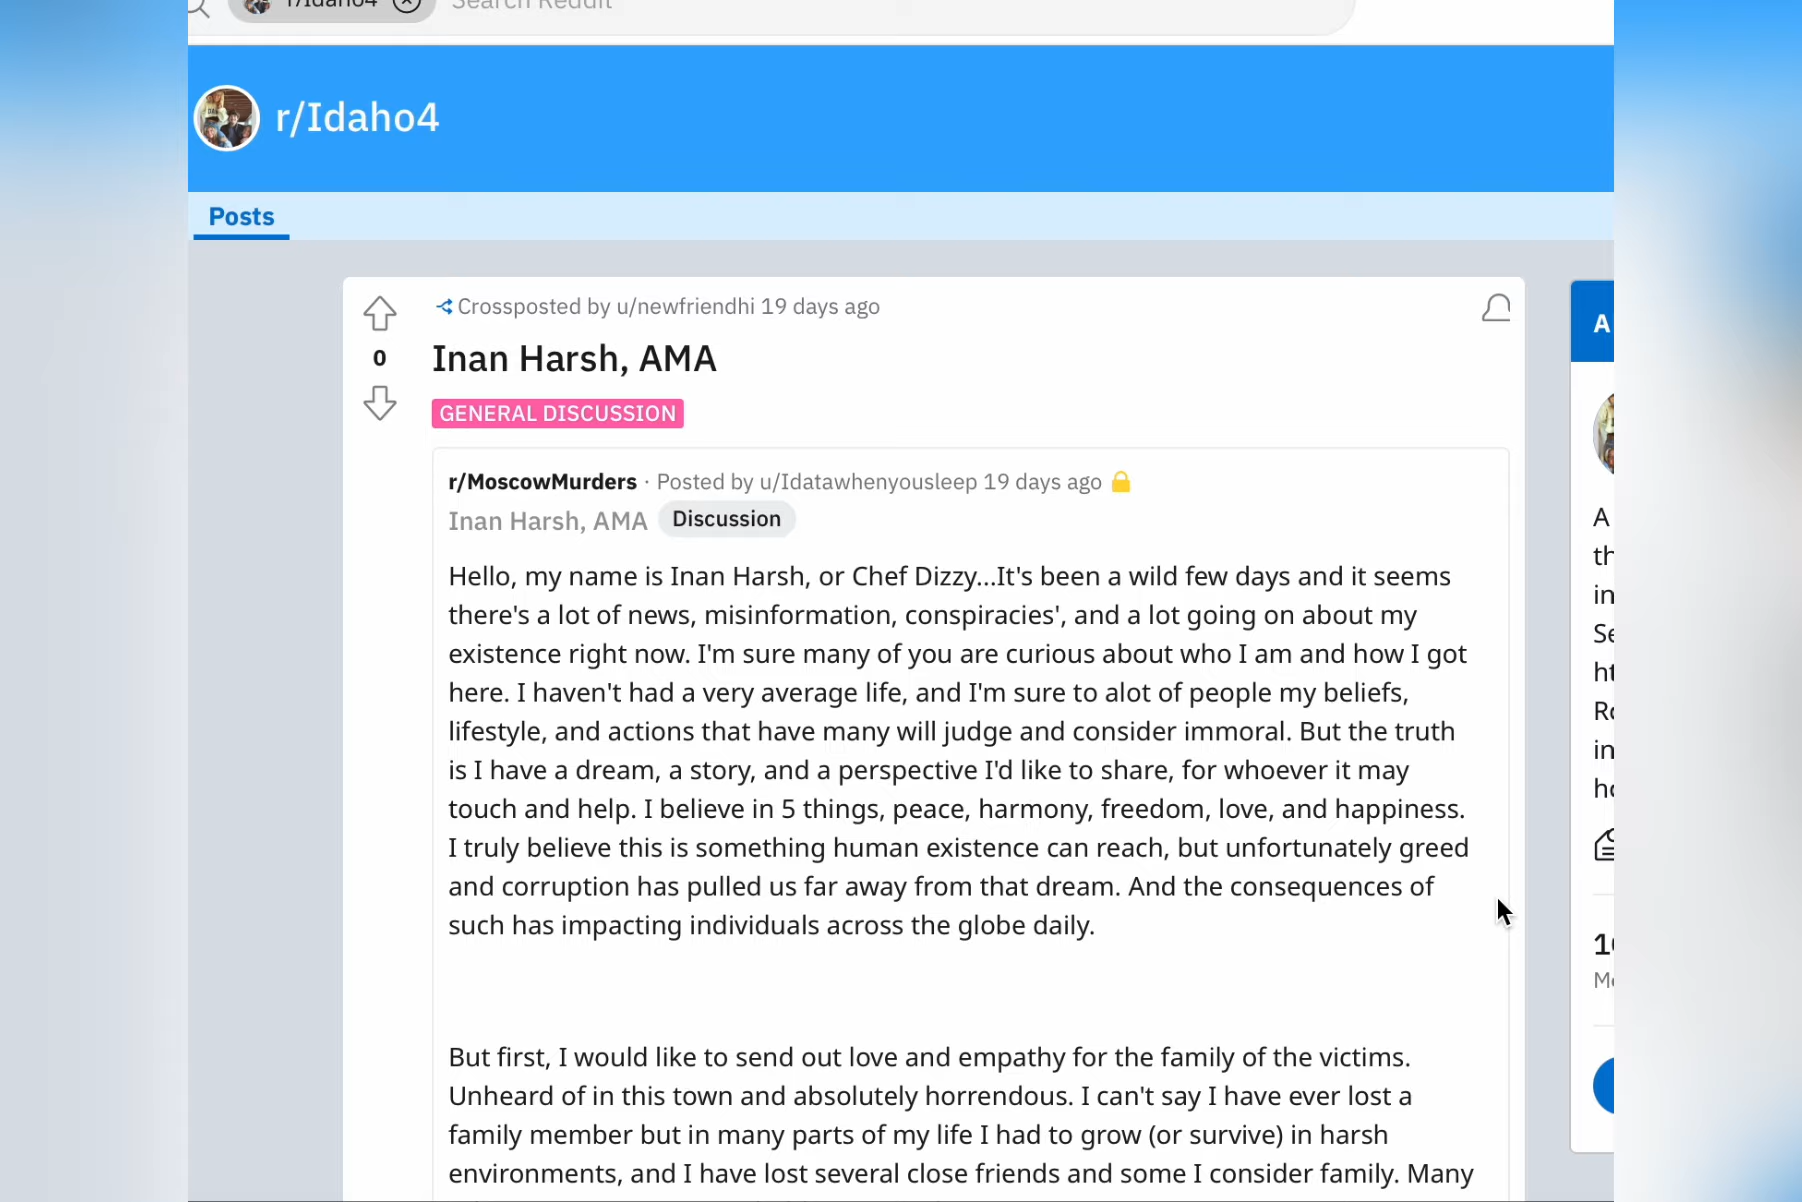 r/Idaho4
Search Reddit
r/Idaho4
Posts
Crossposted by u/newfriendhi 19 days ago
0
Inan Harsh, AMA
GENERAL DISCUSSION
r/MoscowMurders · Posted by u/Idatawhenyousleep 19 days ago
Inan Harsh, AMA Discussion
Hello, my name is Inan Harsh, or Chef Dizzy...It's been a wild few days and it seems
there's a lot of news, misinformation, conspiracies', and a lot going on about my
existence right now. I'm sure many of you are curious about who I am and how I got
here. I haven't had a very average life, and I'm sure to alot of people my beliefs,
lifestyle, and actions that have many will judge and consider immoral. But the truth
is I have a dream, a story, and a perspective I'd like to share, for whoever it may
touch and help. I believe in 5 things, peace, harmony, freedom, love, and happiness.
I truly believe this is something human existence can reach, but unfortunately greed
and corruption has pulled us far away from that dream. And the consequences of
such has impacting individuals across the globe daily.
But first, I would like to send out love and empathy for the family of the victims.
Unheard of in this town and absolutely horrendous. I can't say I have ever lost a
family member but in many parts of my life I had to grow (or survive) in harsh
environments, and I have lost several close friends and some I consider family. Many
A
A